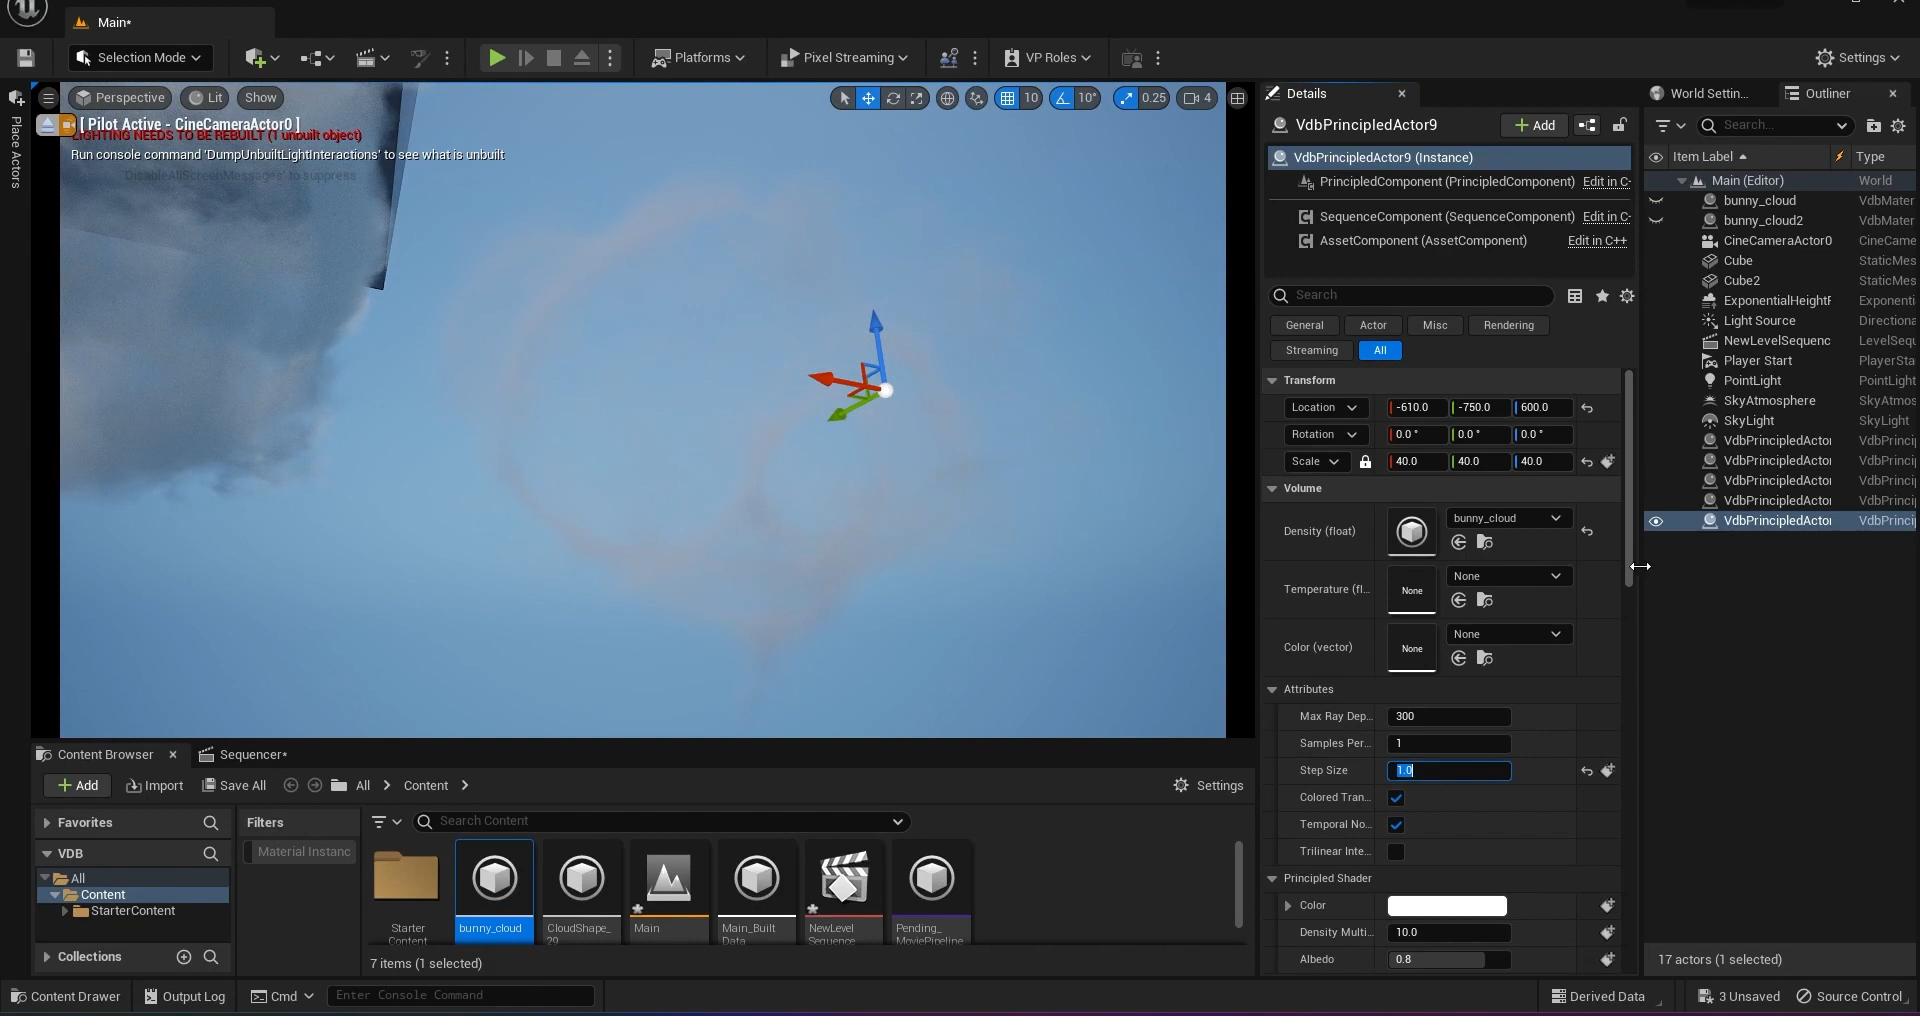 Main*
Selection Mode
Platforms
Pixel Streaming
VP Roles
Settings
Place Actors
Perspective
Lit
Show
10
10°
0.25
4
[ Pilot Active - CineCameraActor0 ]
LIGHTING NEEDS TO BE REBUILT (1 unbuilt object)
Run console command 'DumpUnbuiltLightInteractions' to see what is unbuilt
'DisableAllScreenMessages' to suppress
Details
VdbPrincipledActor9
Add
VdbPrincipledActor9 (Instance)
PrincipledComponent (PrincipledComponent)
Edit in C-
SequenceComponent (SequenceComponent)
Edit in C-
AssetComponent (AssetComponent)
Edit in C++
Search
General
Actor
Misc
Rendering
Streaming
All
Transform
Location
-610.0
-750.0
600.0
Rotation
0.0 °
0.0 °
0.0 °
Scale
40.0
40.0
40.0
Volume
Density (float)
bunny_cloud
Temperature (fl...
None
None
Color (vector)
None
None
Attributes
Max Ray Dep...
300
Samples Per...
1
Step Size
1.0
Colored Tran...
Temporal No...
Trilinear Inte...
Principled Shader
Color
Density Multi...
10.0
Albedo
0.8
World Settin...
Outliner
Search...
Item Label
Type
Main (Editor)
World
bunny_cloud
VdbMater
bunny_cloud2
VdbMater
CineCameraActor0
CineCame
Cube
StaticMes
Cube2
StaticMes
ExponentialHeightF
Exponenti
Light Source
Directiona
NewLevelSequenc
LevelSequ
Player Start
PlayerSta
PointLight
PointLight
SkyAtmosphere
SkyAtmos
SkyLight
SkyLight
VdbPrincipledActor
VdbPrinci
VdbPrincipledActor
VdbPrinci
VdbPrincipledActor
VdbPrinci
VdbPrincipledActor
VdbPrinci
VdbPrincipledActor
VdbPrinci
17 actors (1 selected)
Content Browser
Sequencer*
Add
Import
Save All
All
Content
Settings
Favorites
Filters
Search Content
VDB
Material Instanc
All
Content
StarterContent
Collections
Starter
Content
bunny_cloud
CloudShape_
29
Main
Main_Built
Data
NewLevel
Sequence
Pending_
MoviePipeline
7 items (1 selected)
Content Drawer
Output Log
Cmd
Enter Console Command
Derived Data
3 Unsaved
Source Control